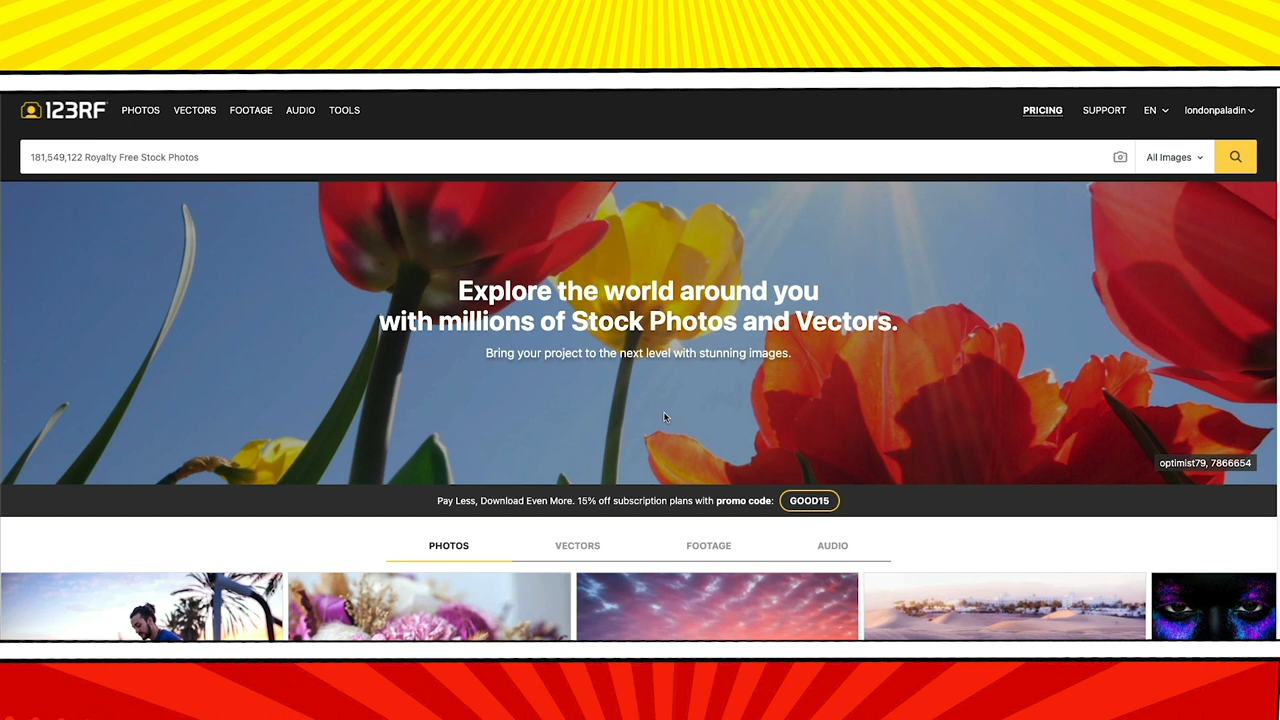 123RF PHOTOS VECTORS FOOTAGE AUDIO TOOLS PRICING SUPPORT EN londonpaladin
181,549,122 Royalty Free Stock Photos All Images
Explore the world around you
with millions of Stock Photos and Vectors.
Bring your project to the next level with stunning images.
optimist79, 7866654
Pay Less, Download Even More. 15% off subscription plans with promo code: GOOD15
PHOTOS VECTORS FOOTAGE AUDIO